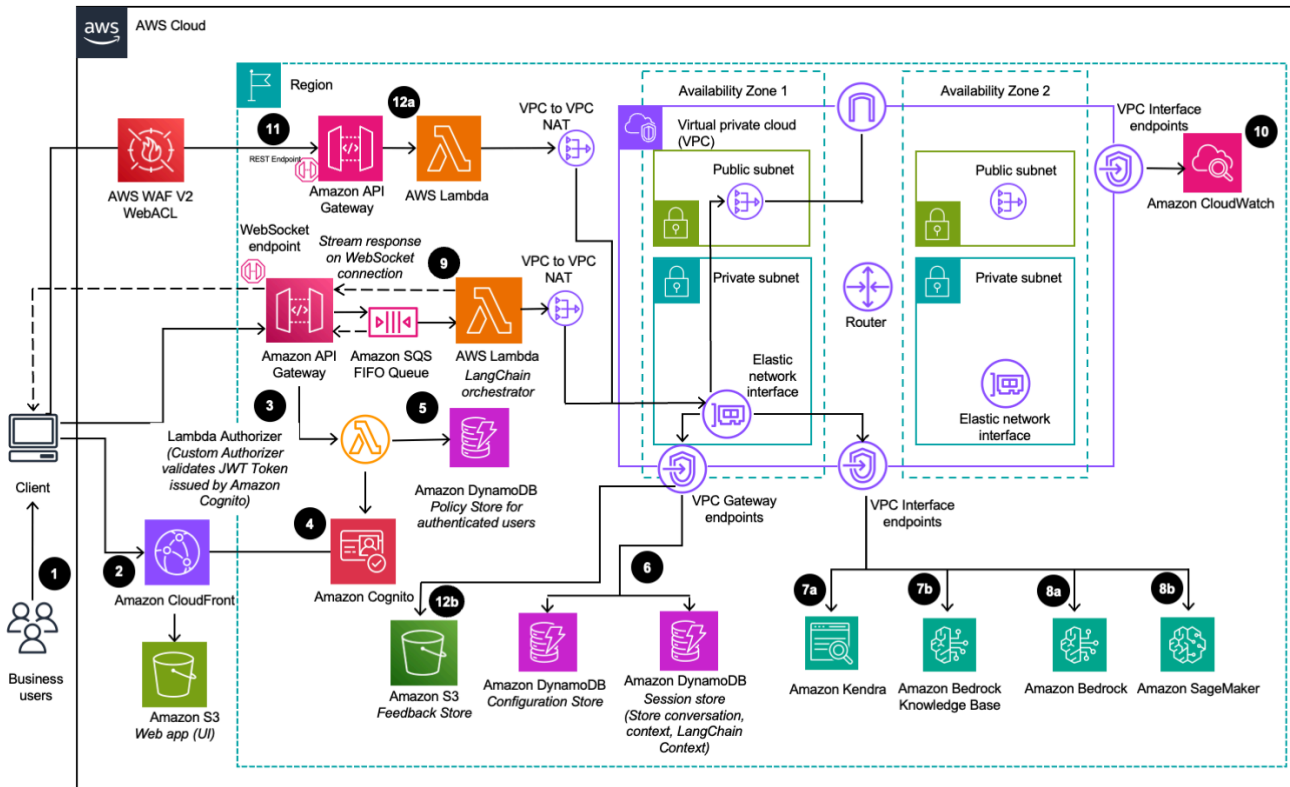 aws
AWS Cloud
Region
Availability Zone 1
Availability Zone 2
11
12a
VPC to VPC
NAT
Virtual private cloud
(VPC)
VPC Interface
endpoints
10
REST Endpoint
Public subnet
Public subnet
AWS WAF V2
WebACL
Amazon API
Gateway
AWS Lambda
Amazon CloudWatch
WebSocket
endpoint
Stream response
on WebSocket
connection
9
VPC to VPC
NAT
Private subnet
Private subnet
Router
Amazon API
Gateway
Amazon SQS
FIFO Queue
AWS Lambda
LangChain
orchestrator
Elastic
network
interface
Elastic network
interface
3
5
Lambda Authorizer
(Custom Authorizer
validates JWT Token
issued by Amazon
Cognito)
Client
Amazon DynamoDB
Policy Store for
authenticated users
VPC Gateway
endpoints
VPC Interface
endpoints
4
1
2
Amazon CloudFront
Amazon Cognito
12b
6
7a
7b
8a
8b
Business
users
Amazon S3
Web app (UI)
Amazon S3
Feedback Store
Amazon DynamoDB
Configuration Store
Amazon DynamoDB
Session store
(Store conversation,
context, LangChain
Context)
Amazon Kendra
Amazon Bedrock
Knowledge Base
Amazon Bedrock
Amazon SageMaker